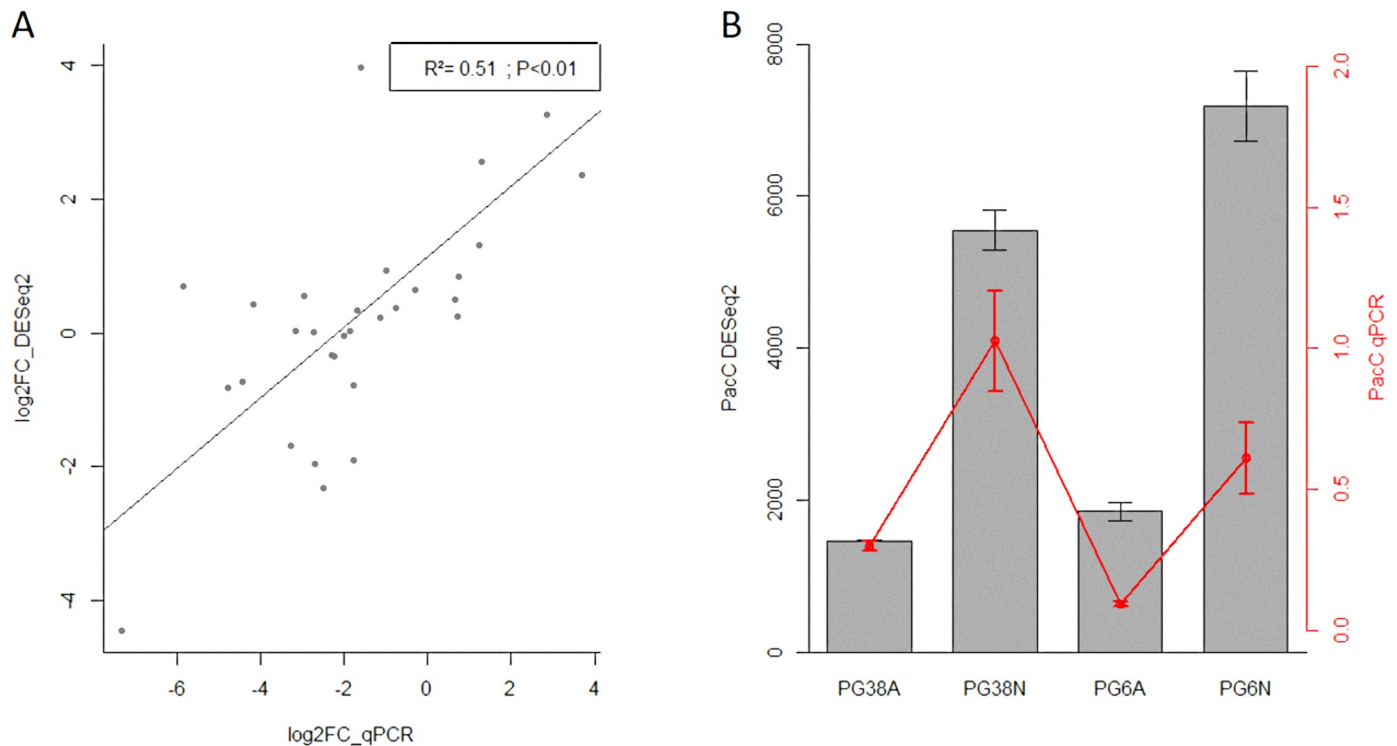 A
R²= 0.51 ; P<0.01
log2FC_DESeq2
4
2
0
-2
-4
-6
-4
-2
0
2
4
log2FC_qPCR
B
PacC DESeq2
8000
6000
4000
2000
0
2.0
1.5
1.0
0.5
0.0
PacC qPCR
PG38A
PG38N
PG6A
PG6N